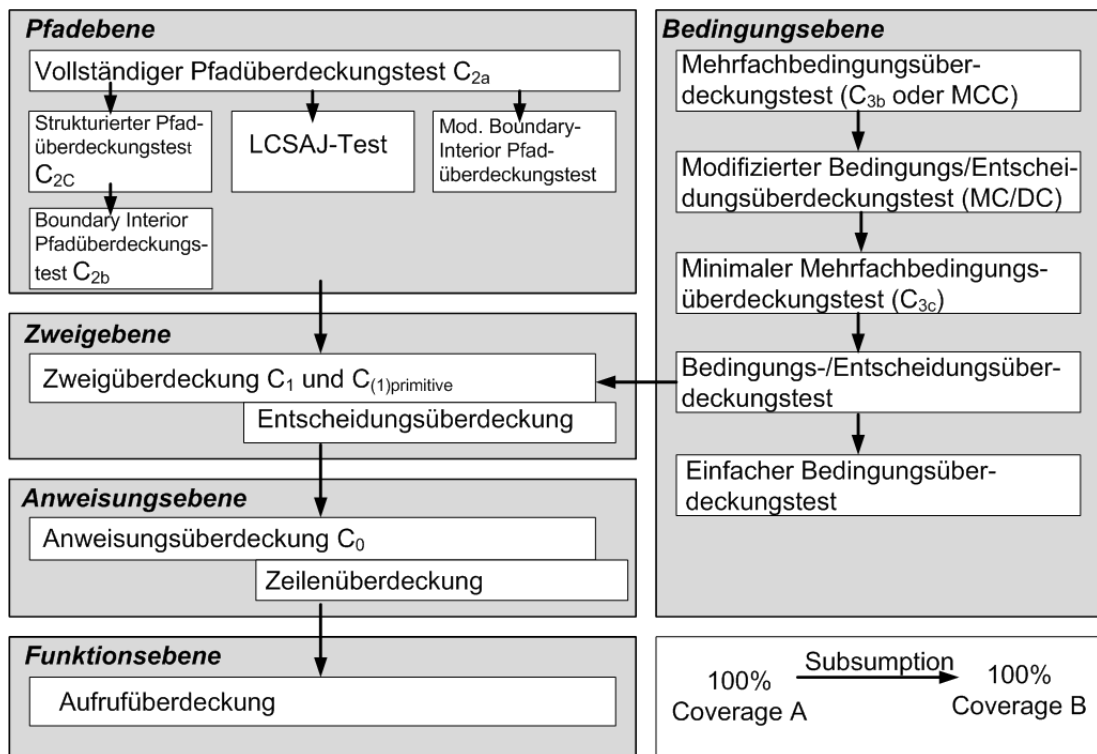 Pfadebene
Vollständiger Pfadüberdeckungstest C2a
Strukturierter Pfad-
überdeckungstest
C2C
LCSAJ-Test
Mod. Boundary-
Interior Pfad-
überdeckungstest
Boundary Interior
Pfadüberdeckungs-
test C2b
Zweigebene
Zweigüberdeckung C1 und C(1)primitive
Entscheidungsüberdeckung
Anweisungsebene
Anweisungsüberdeckung C0
Zeilenüberdeckung
Funktionsebene
Aufrufüberdeckung
Bedingungsebene
Mehrfachbedingungsüber-
deckungstest (C3b oder MCC)
Modifizierter Bedingungs/Entschei-
dungsüberdeckungstest (MC/DC)
Minimaler Mehrfachbedingungs-
überdeckungstest (C3c)
Bedingungs-/Entscheidungsüber-
deckungstest
Einfacher Bedingungsüber-
deckungstest
Subsumption
100%
Coverage A
100%
Coverage B